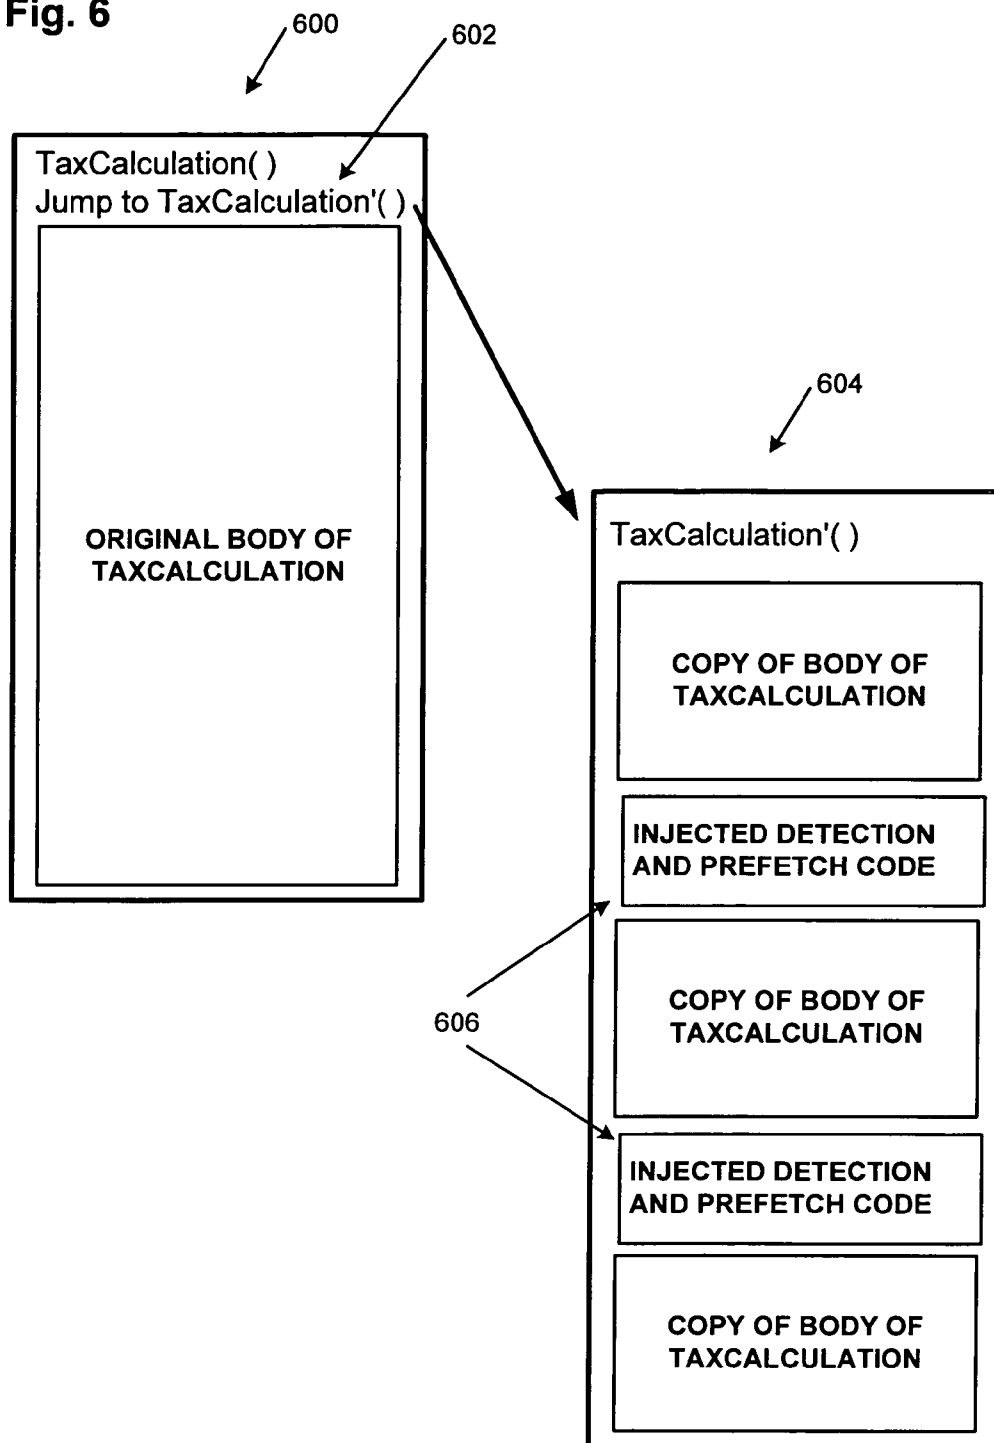 Fig. 6
600
602
TaxCalculation( )
Jump to TaxCalculation'( )
ORIGINAL BODY OF
TAXCALCULATION
604
TaxCalculation'( )
COPY OF BODY OF
TAXCALCULATION
INJECTED DETECTION
AND PREFETCH CODE
606
COPY OF BODY OF
TAXCALCULATION
INJECTED DETECTION
AND PREFETCH CODE
COPY OF BODY OF
TAXCALCULATION